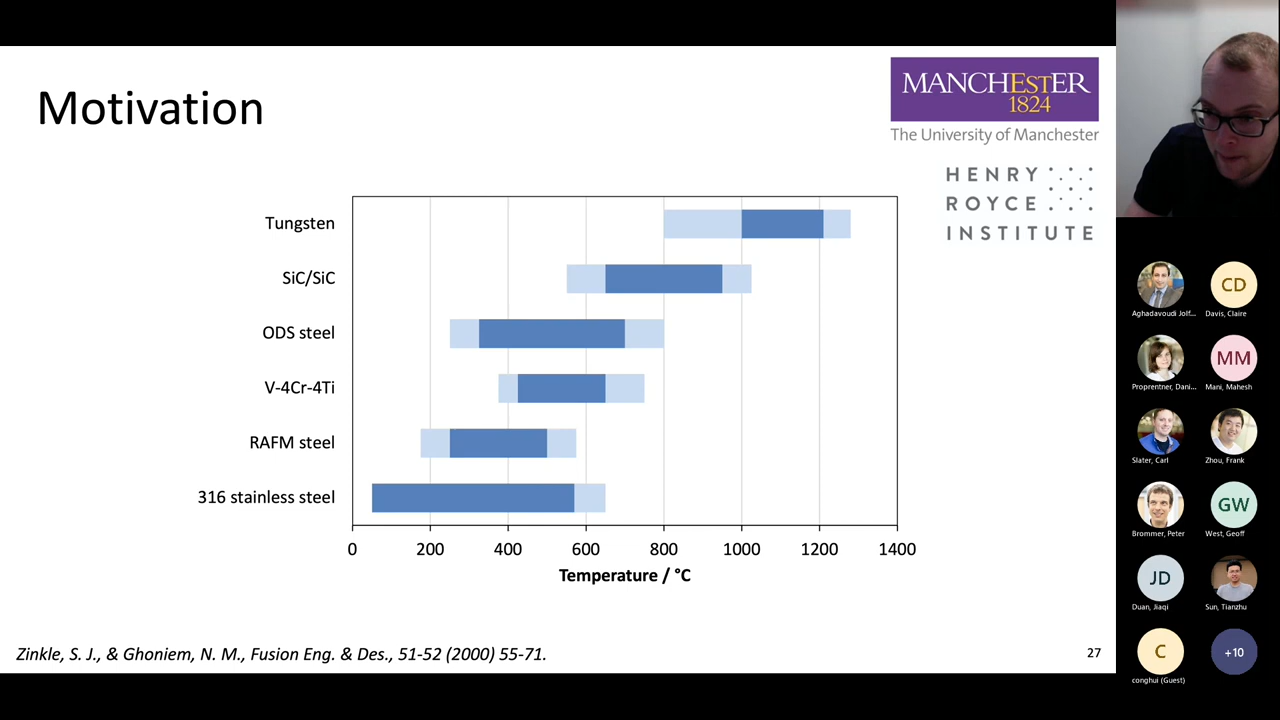 Motivation
MANCHESTER
1824
The University of Manchester
HENRY
ROYCE
INSTITUTE
Tungsten
SiC/SiC
ODS steel
V-4Cr-4Ti
RAFM steel
316 stainless steel
0 200 400 600 800 1000 1200 1400
Temperature / °C
Zinkle, S. J., & Ghoniem, N. M., Fusion Eng. & Des., 51-52 (2000) 55-71.
27
CD
Aghadavoudi Jolf... Davis, Claire
MM
Proprentner, Dani... Mani, Mahesh
Slater, Carl Zhou, Frank
GW
Brommer, Peter West, Geoff
JD
Duan, Jiaqi Sun, Tianzhu
C +10
conghui (Guest)